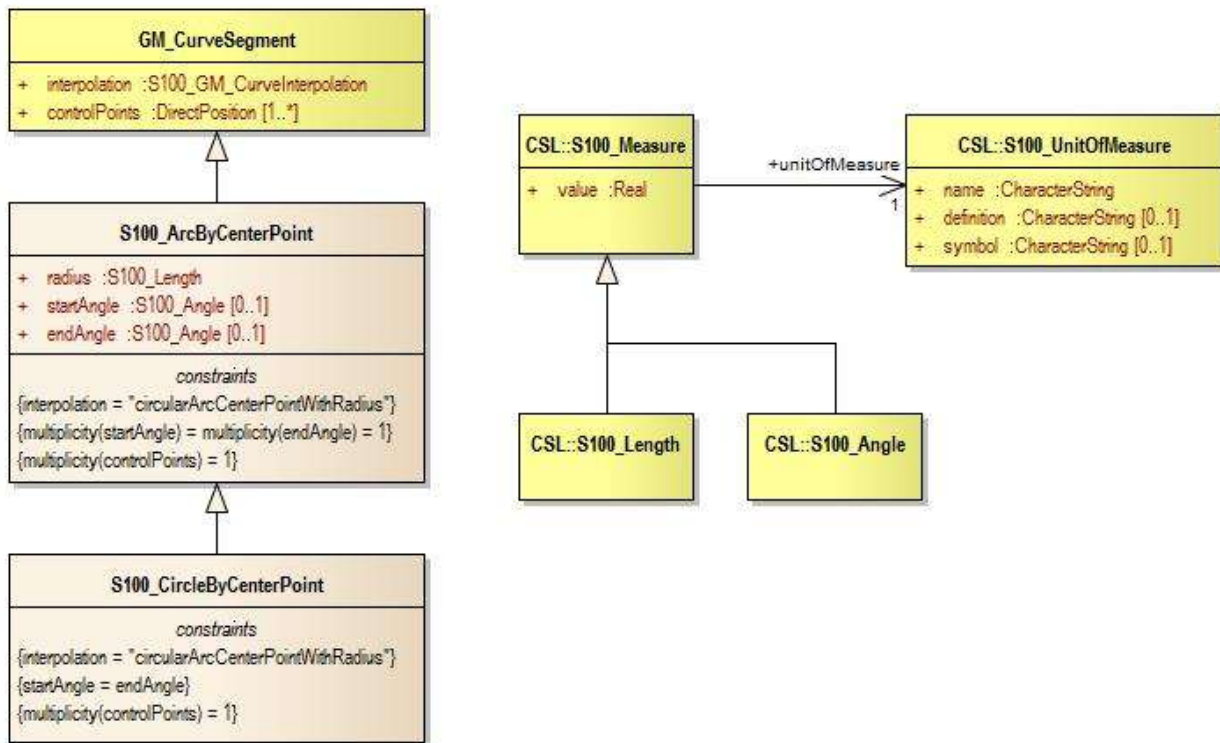 GM_CurveSegment
+ interpolation :S100_GM_CurveInterpolation
+ controlPoints :DirectPosition [1..*]
S100_ArcByCenterPoint
+ radius :S100_Length
+ startAngle :S100_Angle [0..1]
+ endAngle :S100_Angle [0..1]
constraints
{interpolation = "circularArcCenterPointWithRadius"}
{multiplicity(startAngle) = multiplicity(endAngle) = 1}
{multiplicity(controlPoints) = 1}
S100_CircleByCenterPoint
constraints
{interpolation = "circularArcCenterPointWithRadius"}
{startAngle = endAngle}
{multiplicity(controlPoints) = 1}
CSL::S100_Measure
+ value :Real
+unitOfMeasure
1
CSL::S100_UnitOfMeasure
+ name :CharacterString
+ definition :CharacterString [0..1]
+ symbol :CharacterString [0..1]
CSL::S100_Length
CSL::S100_Angle